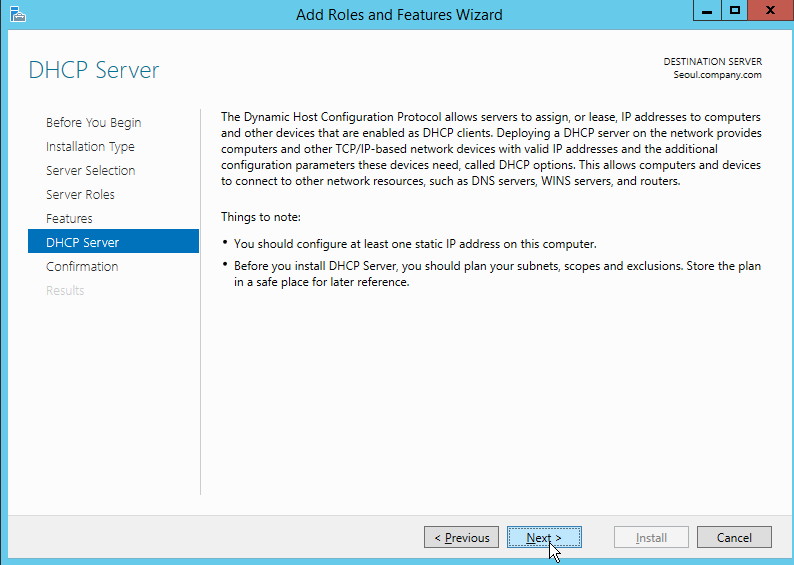 Add Roles and Features Wizard
DHCP Server
DESTINATION SERVER
Seoul.company.com
Before You Begin
Installation Type
Server Selection
Server Roles
Features
DHCP Server
Confirmation
Results
The Dynamic Host Configuration Protocol allows servers to assign, or lease, IP addresses to computers
and other devices that are enabled as DHCP clients. Deploying a DHCP server on the network provides
computers and other TCP/IP-based network devices with valid IP addresses and the additional
configuration parameters these devices need, called DHCP options. This allows computers and devices
to connect to other network resources, such as DNS servers, WINS servers, and routers.
Things to note:
• You should configure at least one static IP address on this computer.
• Before you install DHCP Server, you should plan your subnets, scopes and exclusions. Store the plan
in a safe place for later reference.
< Previous
Next >
Install
Cancel